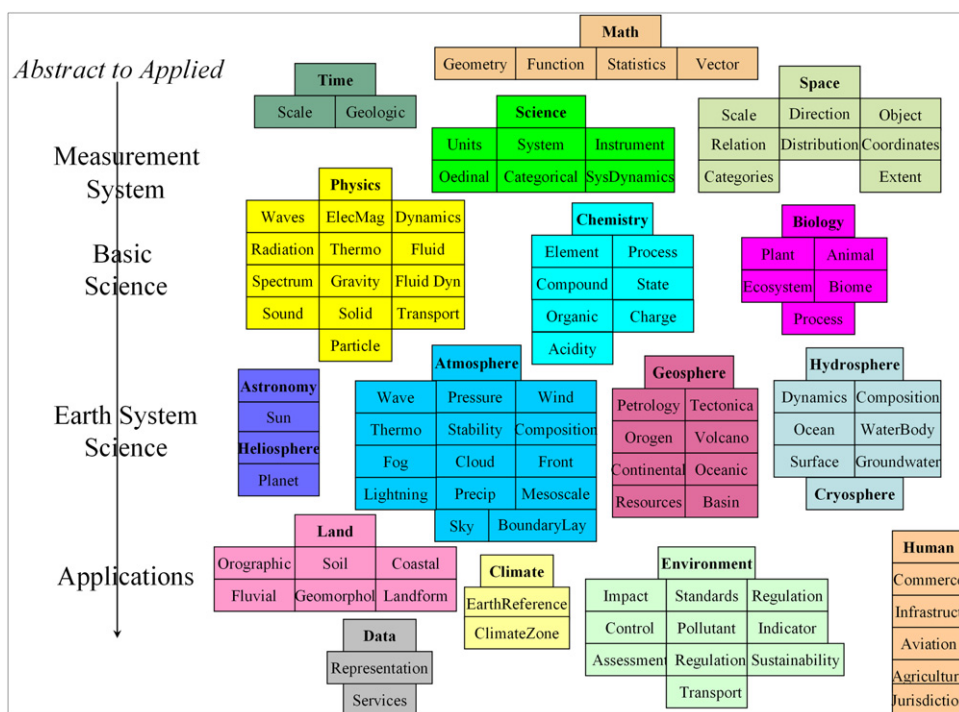 Abstract to Applied
Measurement
System
Basic
Science
Earth System
Science
Applications
Math
Geometry Function Statistics Vector
Time
Scale Geologic
Science
Units System Instrument
Oedinal Categorical SysDynamics
Space
Scale Direction Object
Relation Distribution Coordinates
Categories Extent
Physics
Waves ElecMag Dynamics
Radiation Thermo Fluid
Spectrum Gravity Fluid Dyn
Sound Solid Transport
Particle
Chemistry
Element Process
Compound State
Organic Charge
Acidity
Biology
Plant Animal
Ecosystem Biome
Process
Astronomy
Sun
Heliosphere
Planet
Atmosphere
Wave Pressure Wind
Thermo Stability Composition
Fog Cloud Front
Lightning Precip Mesoscale
Sky BoundaryLay
Geosphere
Petrology Tectonica
Orogen Volcano
Continental Oceanic
Resources Basin
Hydrosphere
Dynamics Composition
Ocean WaterBody
Surface Groundwater
Cryosphere
Land
Orographic Soil Coastal
Fluvial Geomorphol Landform
Climate
EarthReference
ClimateZone
Data
Representation
Services
Environment
Impact Standards Regulation
Control Pollutant Indicator
Assessment Regulation Sustainability
Transport
Human
Commerce
Infrastruct
Aviation
Agricultur
Jurisdiction